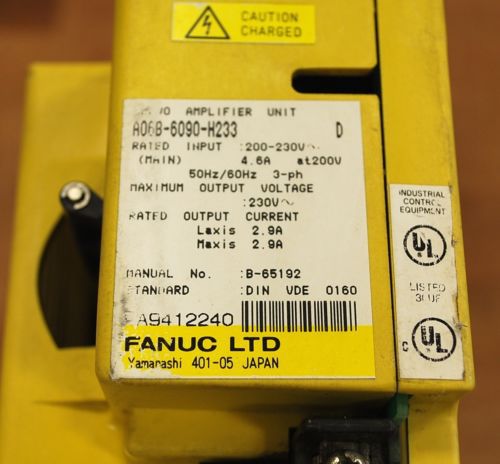 CAUTION
CHARGED
AMPLIFIER UNIT
A06B-6090-H233 D
RATED INPUT :200-230V~
(MAIN) 4.6A at200V
50Hz/60Hz 3-ph
MAXIMUM OUTPUT VOLTAGE
:230V~
RATED OUTPUT CURRENT
Laxis 2.9A
Maxis 2.9A
MANUAL No. :B-65192
STANDARD :DIN VDE 0160
A9412240
FANUC LTD
Yamanashi 401-05 JAPAN
INDUSTRIAL
CONTROL
EQUIPMENT
UL
LISTED
30UF
C UL